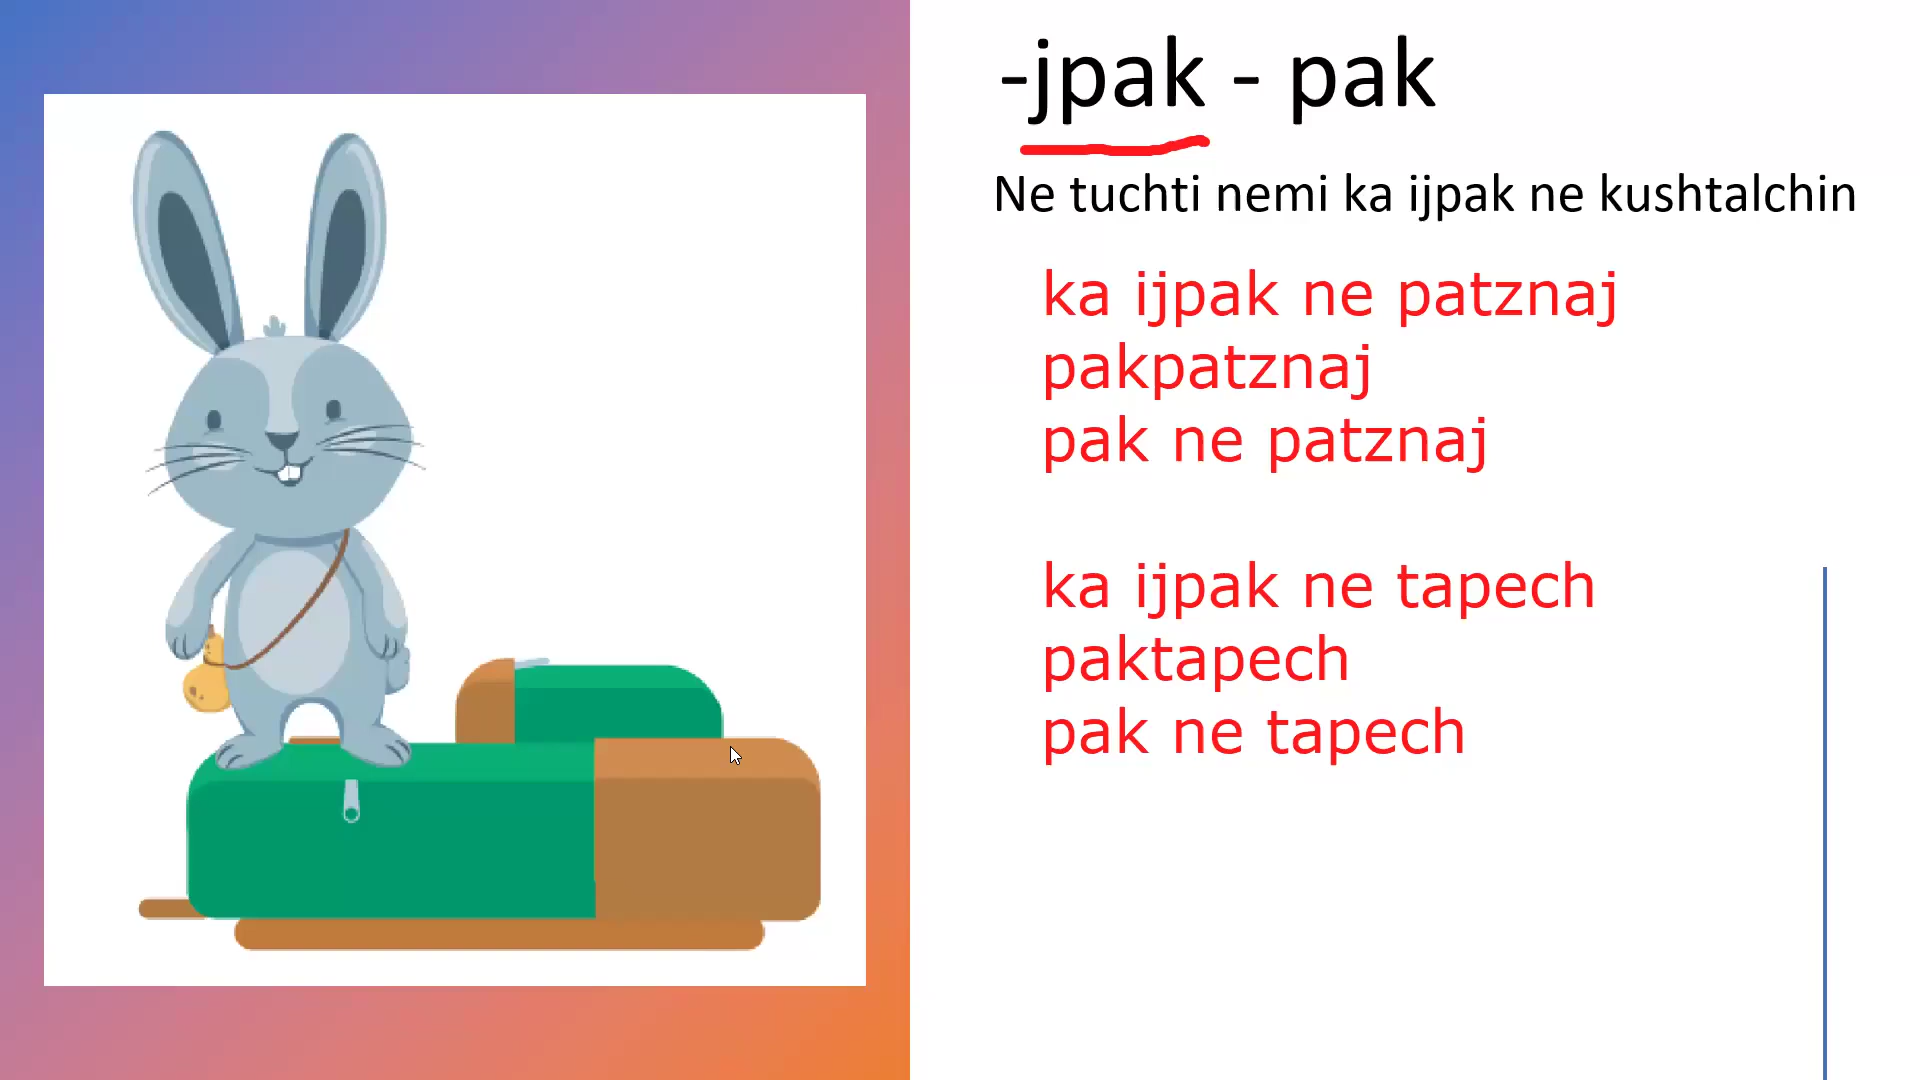 -jpak - pak
Ne tuchti nemi ka ijpak ne kushtalchin
ka ijpak ne patznaj
pakpatznaj
pak ne patznaj
ka ijpak ne tapech
paktapech
pak ne tapech